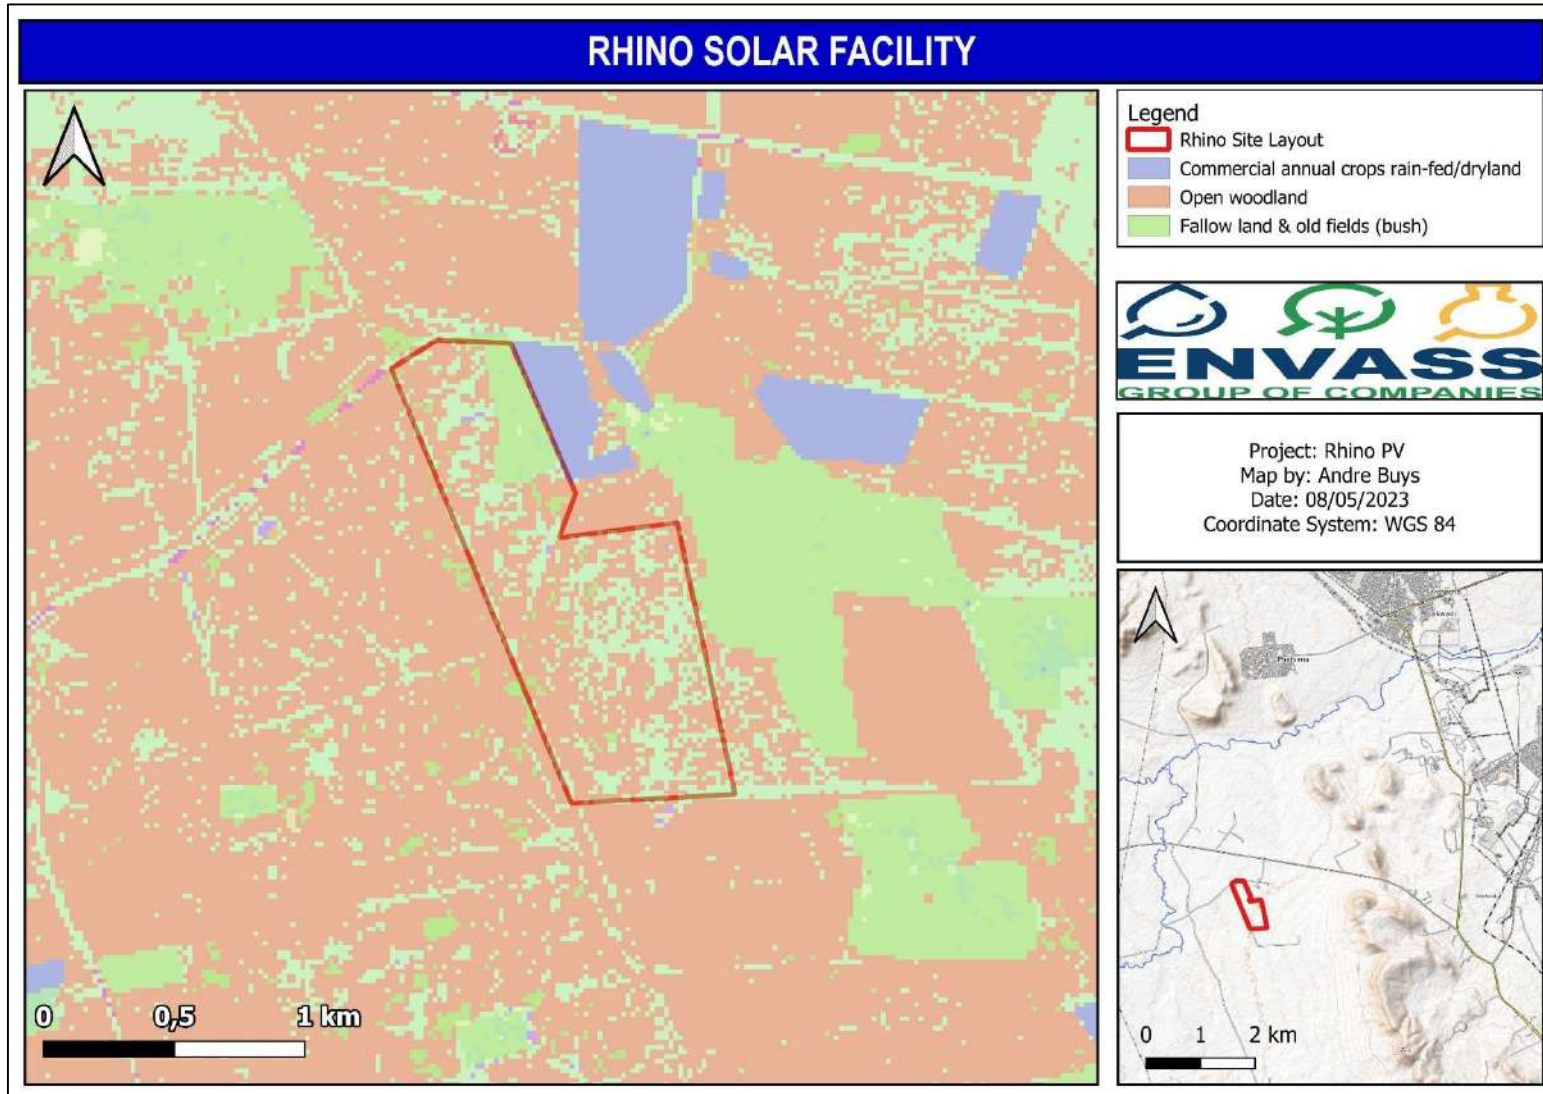 RHINO SOLAR FACILITY
Legend
Rhino Site Layout
Commercial annual crops rain-fed/dryland
Open woodland
Fallow land & old fields (bush)
ENVASS
GROUP OF COMPANIES
Project: Rhino PV
Map by: Andre Buys
Date: 08/05/2023
Coordinate System: WGS 84
0 0,5 1 km
0 1 2 km